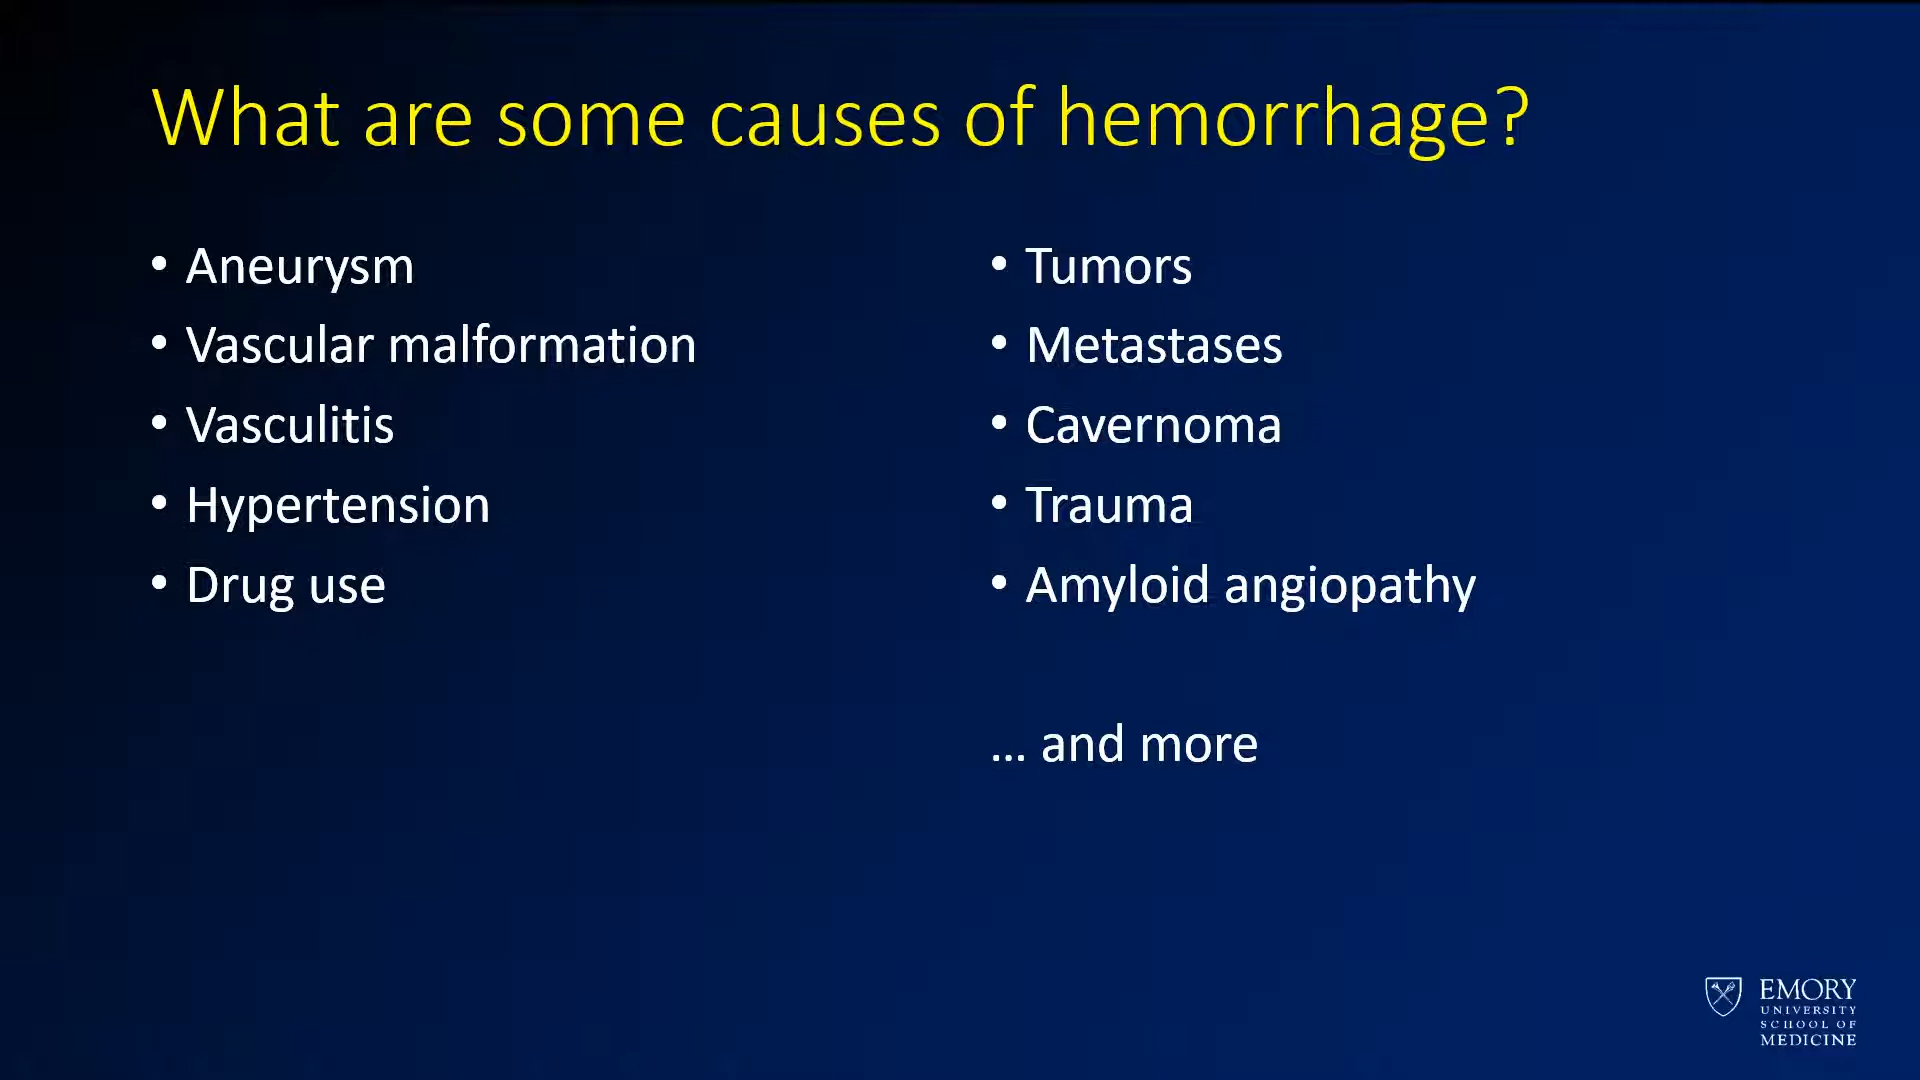 What are some causes of hemorrhage?
• Aneurysm
• Vascular malformation
• Vasculitis
• Hypertension
• Drug use
• Tumors
• Metastases
• Cavernoma
• Trauma
• Amyloid angiopathy
... and more
EMORY
UNIVERSITY
SCHOOL OF
MEDICINE